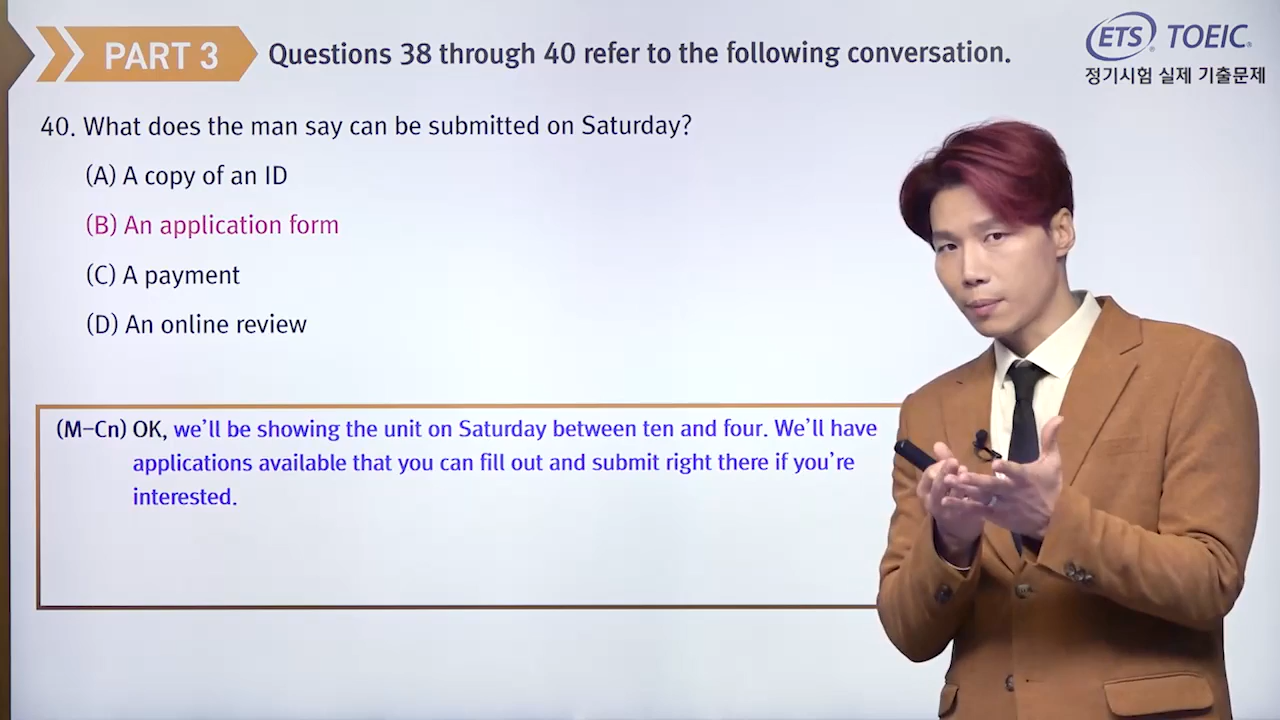 PART 3
Questions 38 through 40 refer to the following conversation.
ETS® TOEIC®
정기시험 실제 기출문제
40. What does the man say can be submitted on Saturday?
(A) A copy of an ID
(B) An application form
(C) A payment
(D) An online review
(M-Cn) OK, we'll be showing the unit on Saturday between ten and four. We'll have
applications available that you can fill out and submit right there if you're
interested.